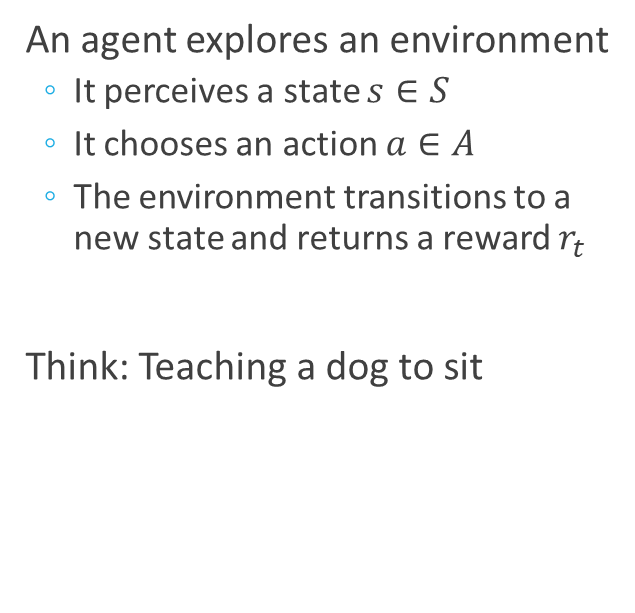 An agent explores an environment
◦ It perceives a state s ∈ S
◦ It chooses an action a ∈ A
◦ The environment transitions to a
new state and returns a reward rₜ
Think: Teaching a dog to sit